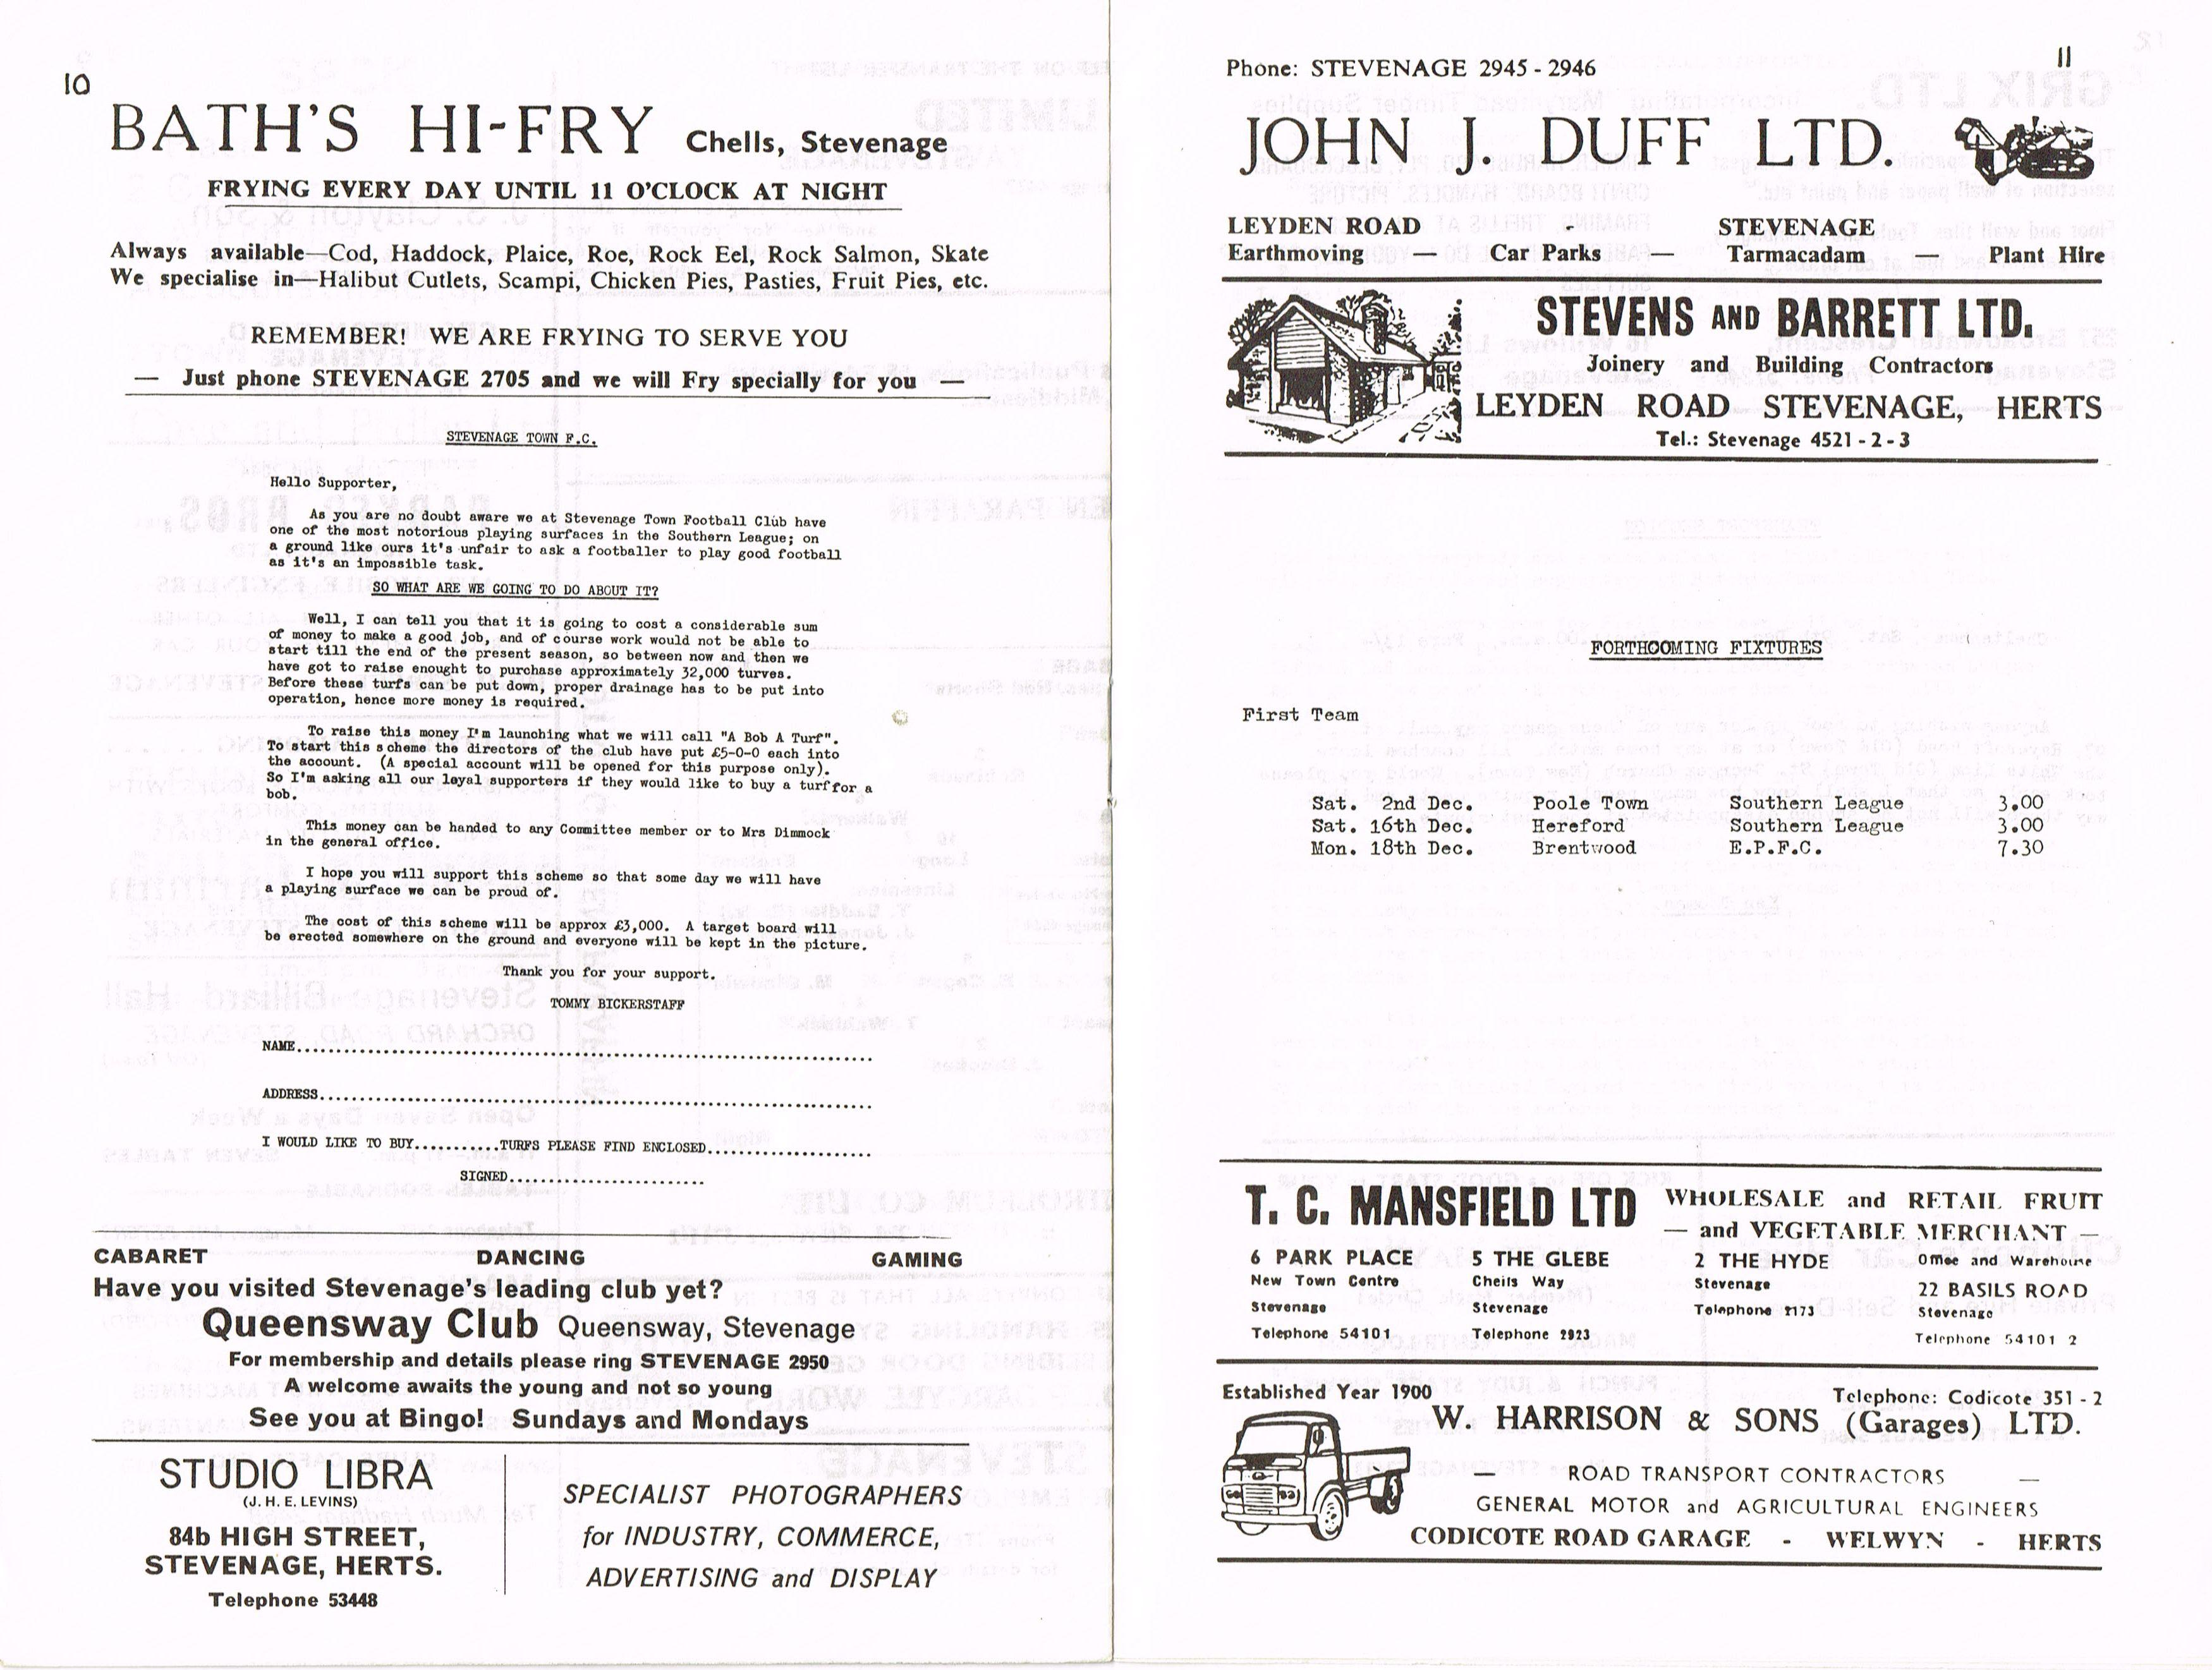 10
BATH'S HI-FRY Chells, Stevenage
FRYING EVERY DAY UNTIL 11 O'CLOCK AT NIGHT
Always available—Cod, Haddock, Plaice, Roe, Rock Eel, Rock Salmon, Skate
We specialise in—Halibut Cutlets, Scampi, Chicken Pies, Pasties, Fruit Pies, etc.
REMEMBER! WE ARE FRYING TO SERVE YOU
— Just phone STEVENAGE 2705 and we will Fry specially for you —
STEVENAGE TOWN F.C.
Hello Supporter,
As you are no doubt aware we at Stevenage Town Football Club have
one of the most notorious playing surfaces in the Southern League; on
a ground like ours it's unfair to ask a footballer to play good football
as it's an impossible task.
SO WHAT ARE WE GOING TO DO ABOUT IT?
Well, I can tell you that it is going to cost a considerable sum
of money to make a good job, and of course work would not be able to
start till the end of the present season, so between now and then we
have got to raise enought to purchase approximately 32,000 turves.
Before these turfs can be put down, proper drainage has to be put into
operation, hence more money is required.
To raise this money I'm launching what we will call "A Bob A Turf".
To start this scheme the directors of the club have put £5-0-0 each into
the account. (A special account will be opened for this purpose only).
So I'm asking all our loyal supporters if they would like to buy a turf for a
bob.
This money can be handed to any Committee member or to Mrs Dimmock
in the general office.
I hope you will support this scheme so that some day we will have
a playing surface we can be proud of.
The cost of this scheme will be approx £3,000. A target board will
be erected somewhere on the ground and everyone will be kept in the picture.
Thank you for your support.
TOMMY BICKERSTAFF
NAME..........................................................
ADDRESS........................................................
I WOULD LIKE TO BUY..........TURFS PLEASE FIND ENCLOSED...................
SIGNED.......................
CABARET DANCING GAMING
Have you visited Stevenage's leading club yet?
Queensway Club Queensway, Stevenage
For membership and details please ring STEVENAGE 2950
A welcome awaits the young and not so young
See you at Bingo! Sundays and Mondays
STUDIO LIBRA
(J. H. E. LEVINS)
84b HIGH STREET,
STEVENAGE, HERTS.
Telephone 53448
SPECIALIST PHOTOGRAPHERS
for INDUSTRY, COMMERCE,
ADVERTISING and DISPLAY
11
Phone: STEVENAGE 2945 - 2946
JOHN J. DUFF LTD.
LEYDEN ROAD STEVENAGE
Earthmoving — Car Parks — Tarmacadam — Plant Hire
STEVENS AND BARRETT LTD.
Joinery and Building Contractors
LEYDEN ROAD STEVENAGE, HERTS
Tel.: Stevenage 4521 - 2 - 3
FORTHCOMING FIXTURES
First Team
Sat. 2nd Dec. Poole Town Southern League 3.00
Sat. 16th Dec. Hereford Southern League 3.00
Mon. 18th Dec. Brentwood E.P.F.C. 7.30
T. C. MANSFIELD LTD WHOLESALE and RETAIL FRUIT
— and VEGETABLE MERCHANT —
6 PARK PLACE
New Town Centre
Stevenage
Telephone 54101
5 THE GLEBE
Chells Way
Stevenage
Telephone 2923
2 THE HYDE
Stevenage
Telephone 2173
Office and Warehouse
22 BASILS ROAD
Stevenage
Telephone 54101 2
Established Year 1900 Telephone: Codicote 351 - 2
W. HARRISON & SONS (Garages) LTD.
— ROAD TRANSPORT CONTRACTORS —
GENERAL MOTOR and AGRICULTURAL ENGINEERS
CODICOTE ROAD GARAGE - WELWYN - HERTS